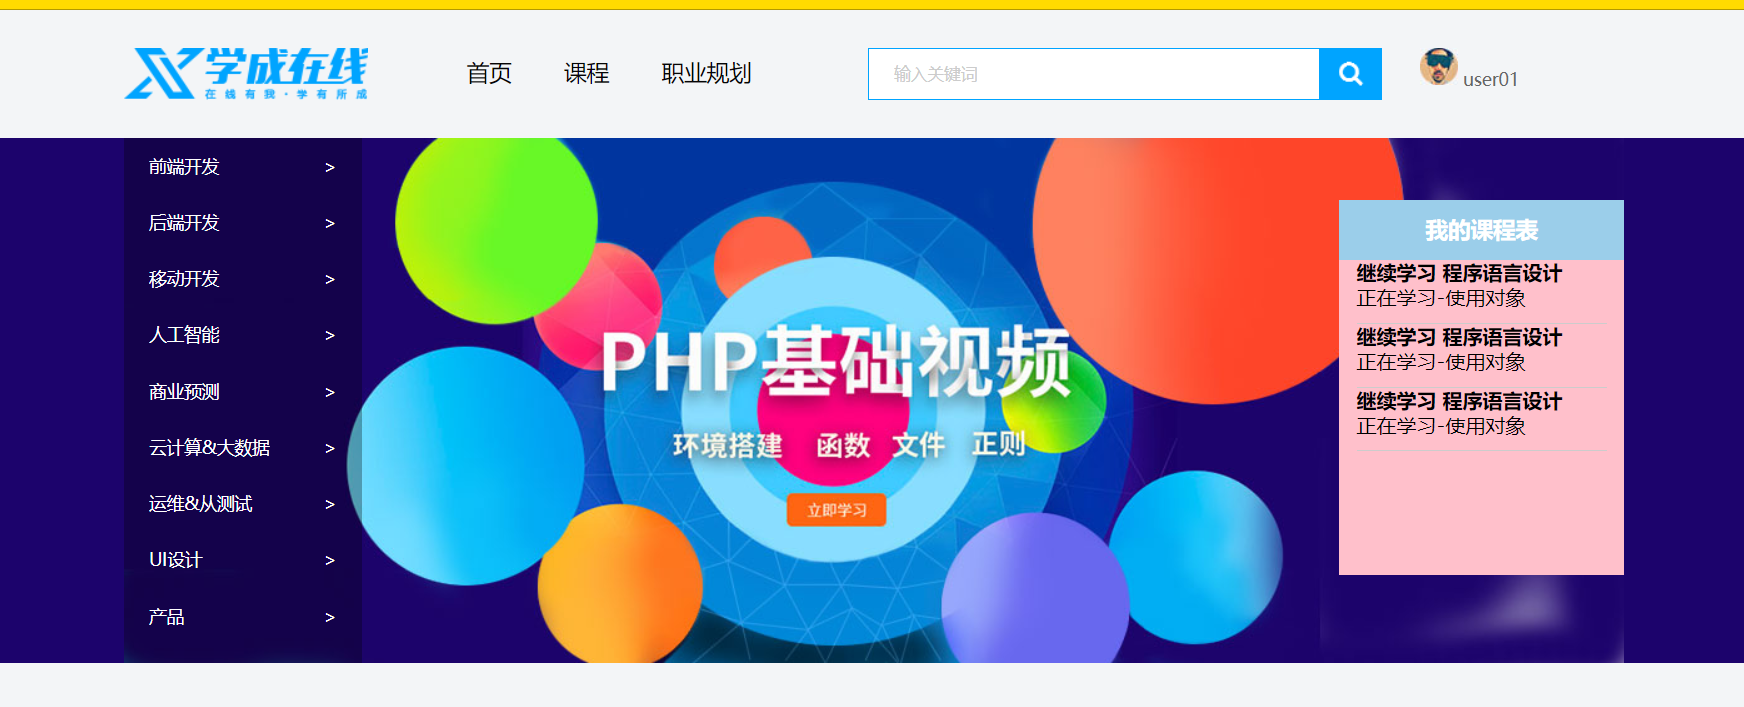 学成在线
在线有我·学有所成
首页 课程 职业规划
输入关键词
user01
前端开发 >
后端开发 >
移动开发 >
人工智能 >
商业预测 >
云计算&大数据 >
运维&从测试 >
UI设计 >
产品 >
PHP基础视频
环境搭建 函数 文件 正则
立即学习
我的课程表
继续学习 程序语言设计
正在学习-使用对象
继续学习 程序语言设计
正在学习-使用对象
继续学习 程序语言设计
正在学习-使用对象